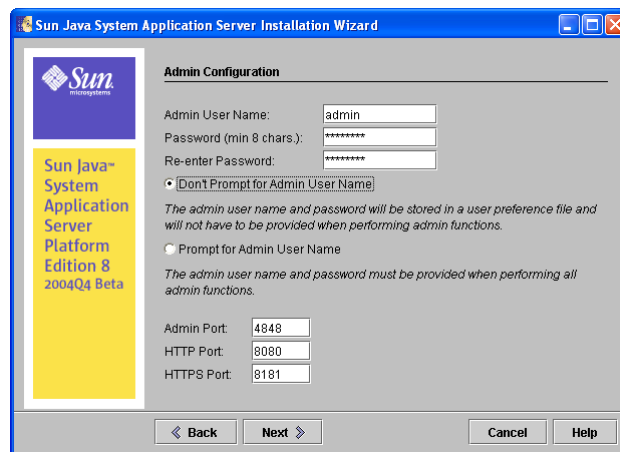 Sun Java System Application Server Installation Wizard
Sun
microsystems
Sun Java™
System
Application
Server
Platform
Edition 8
2004Q4 Beta
Admin Configuration
Admin User Name: admin
Password (min 8 chars.): ********
Re-enter Password: ********
Don't Prompt for Admin User Name
The admin user name and password will be stored in a user preference file and
will not have to be provided when performing admin functions.
Prompt for Admin User Name
The admin user name and password must be provided when performing all
admin functions.
Admin Port: 4848
HTTP Port: 8080
HTTPS Port: 8181
Back Next Cancel Help